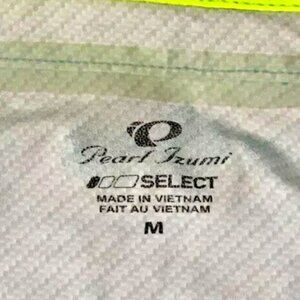 Pearl Izumi
SELECT
MADE IN VIETNAM
FAIT AU VIETNAM
M